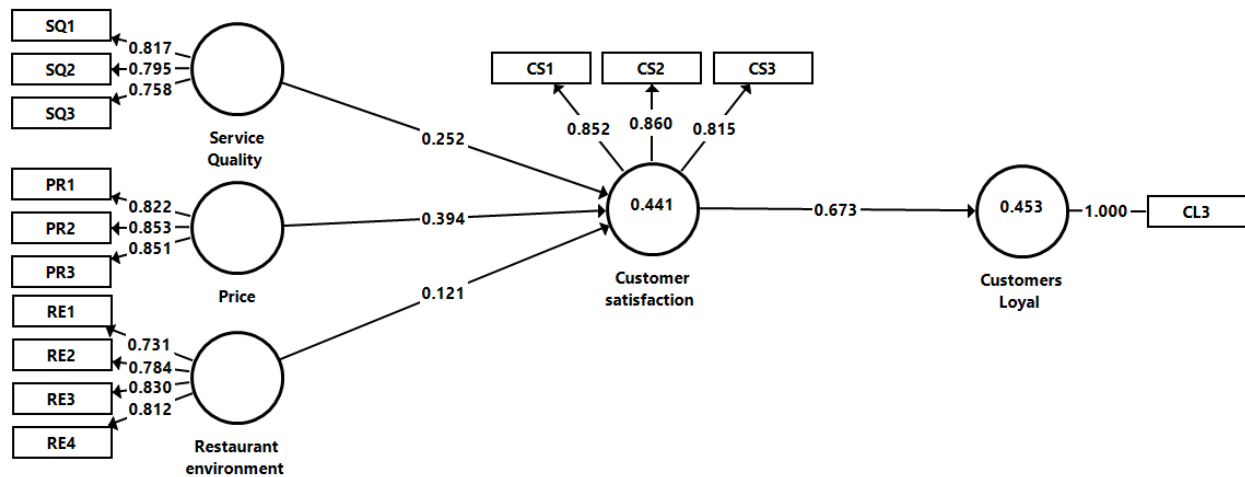 SQ1
0.817
SQ2
0.795
0.758
SQ3
Service
Quality
0.252
CS1
CS2
CS3
0.852
0.860
0.815
PR1
0.822
PR2
0.853
0.851
PR3
Price
0.394
0.441
Customer
satisfaction
0.673
0.453
Customers
Loyal
1.000
CL3
RE1
0.731
RE2
0.784
0.830
RE3
0.812
RE4
Restaurant
environment
0.121